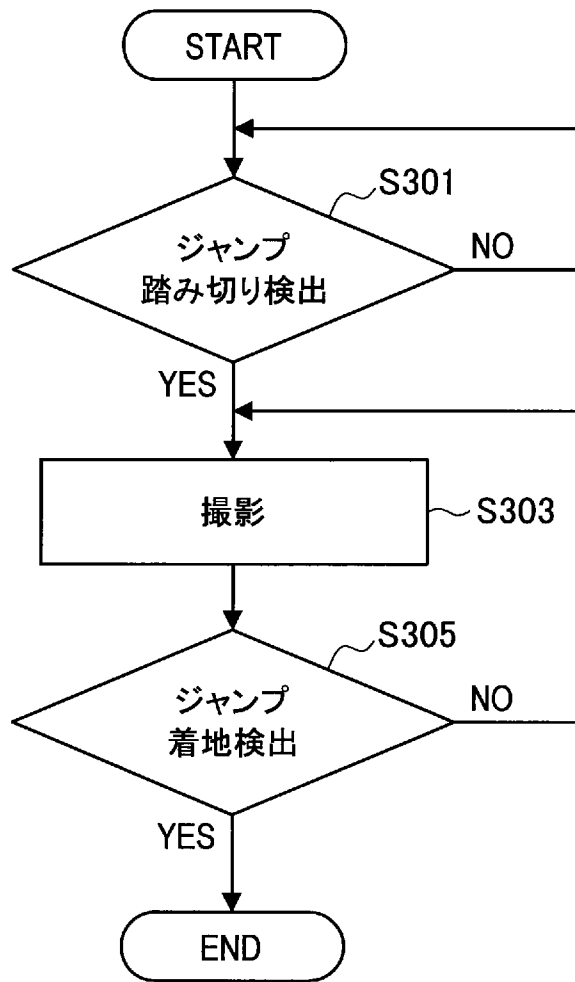 START
S301
ジャンプ
踏み切り検出
NO
YES
撮影
S303
S305
ジャンプ
着地検出
NO
YES
END